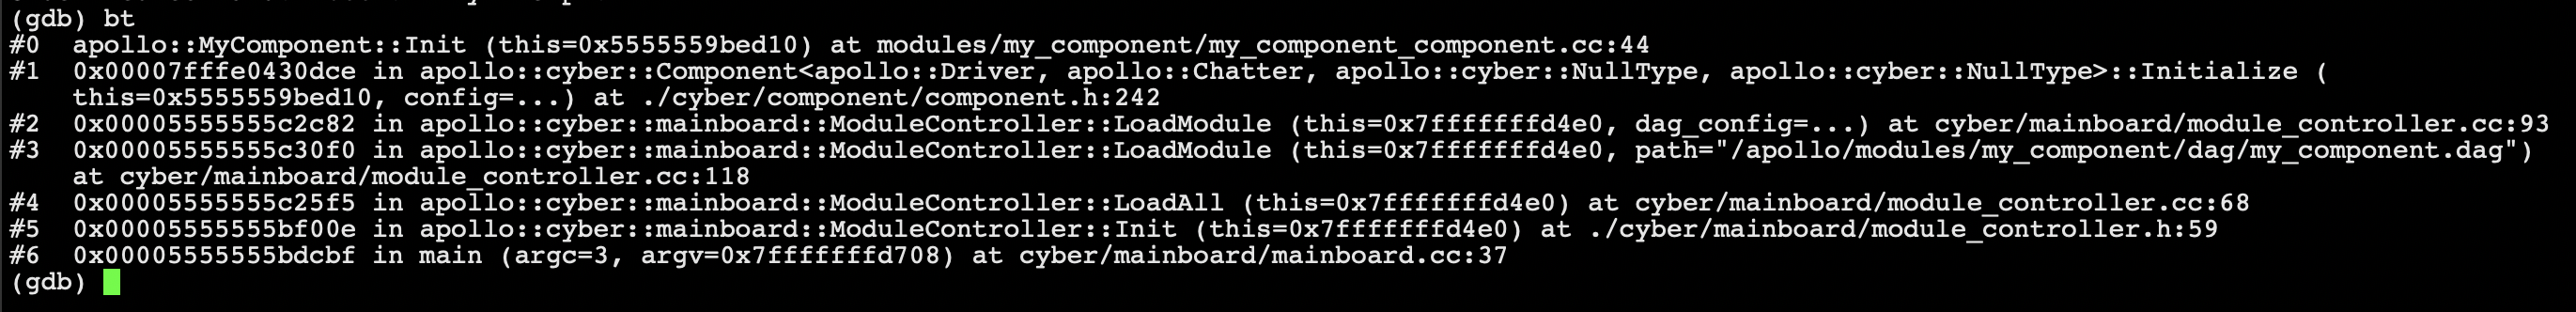 (gdb) bt
#0  apollo::MyComponent::Init (this=0x5555559bed10) at modules/my_component/my_component_component.cc:44
#1  0x00007fffe0430dce in apollo::cyber::Component<apollo::Driver, apollo::Chatter, apollo::cyber::NullType, apollo::cyber::NullType>::Initialize (
    this=0x5555559bed10, config=...) at ./cyber/component/component.h:242
#2  0x00005555555c2c82 in apollo::cyber::mainboard::ModuleController::LoadModule (this=0x7fffffffd4e0, dag_config=...) at cyber/mainboard/module_controller.cc:93
#3  0x00005555555c30f0 in apollo::cyber::mainboard::ModuleController::LoadModule (this=0x7fffffffd4e0, path="/apollo/modules/my_component/dag/my_component.dag")
    at cyber/mainboard/module_controller.cc:118
#4  0x00005555555c25f5 in apollo::cyber::mainboard::ModuleController::LoadAll (this=0x7fffffffd4e0) at cyber/mainboard/module_controller.cc:68
#5  0x00005555555bf00e in apollo::cyber::mainboard::ModuleController::Init (this=0x7fffffffd4e0) at ./cyber/mainboard/module_controller.h:59
#6  0x00005555555bdcbf in main (argc=3, argv=0x7fffffffd708) at cyber/mainboard/mainboard.cc:37
(gdb)